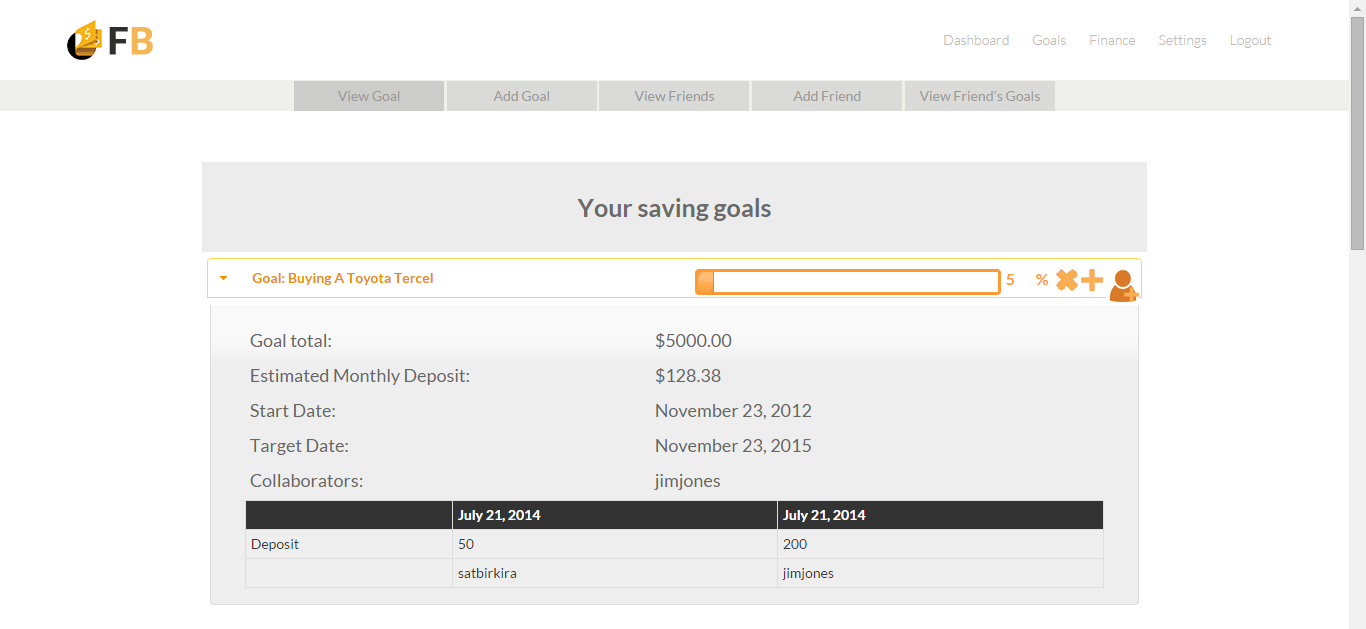 FB
Dashboard Goals Finance Settings Logout
View Goal Add Goal View Friends Add Friend View Friend's Goals
Your saving goals
Goal: Buying A Toyota Tercel 5 %
Goal total: $5000.00
Estimated Monthly Deposit: $128.38
Start Date: November 23, 2012
Target Date: November 23, 2015
Collaborators: jimjones
July 21, 2014 July 21, 2014
Deposit 50 200
satbirkira jimjones